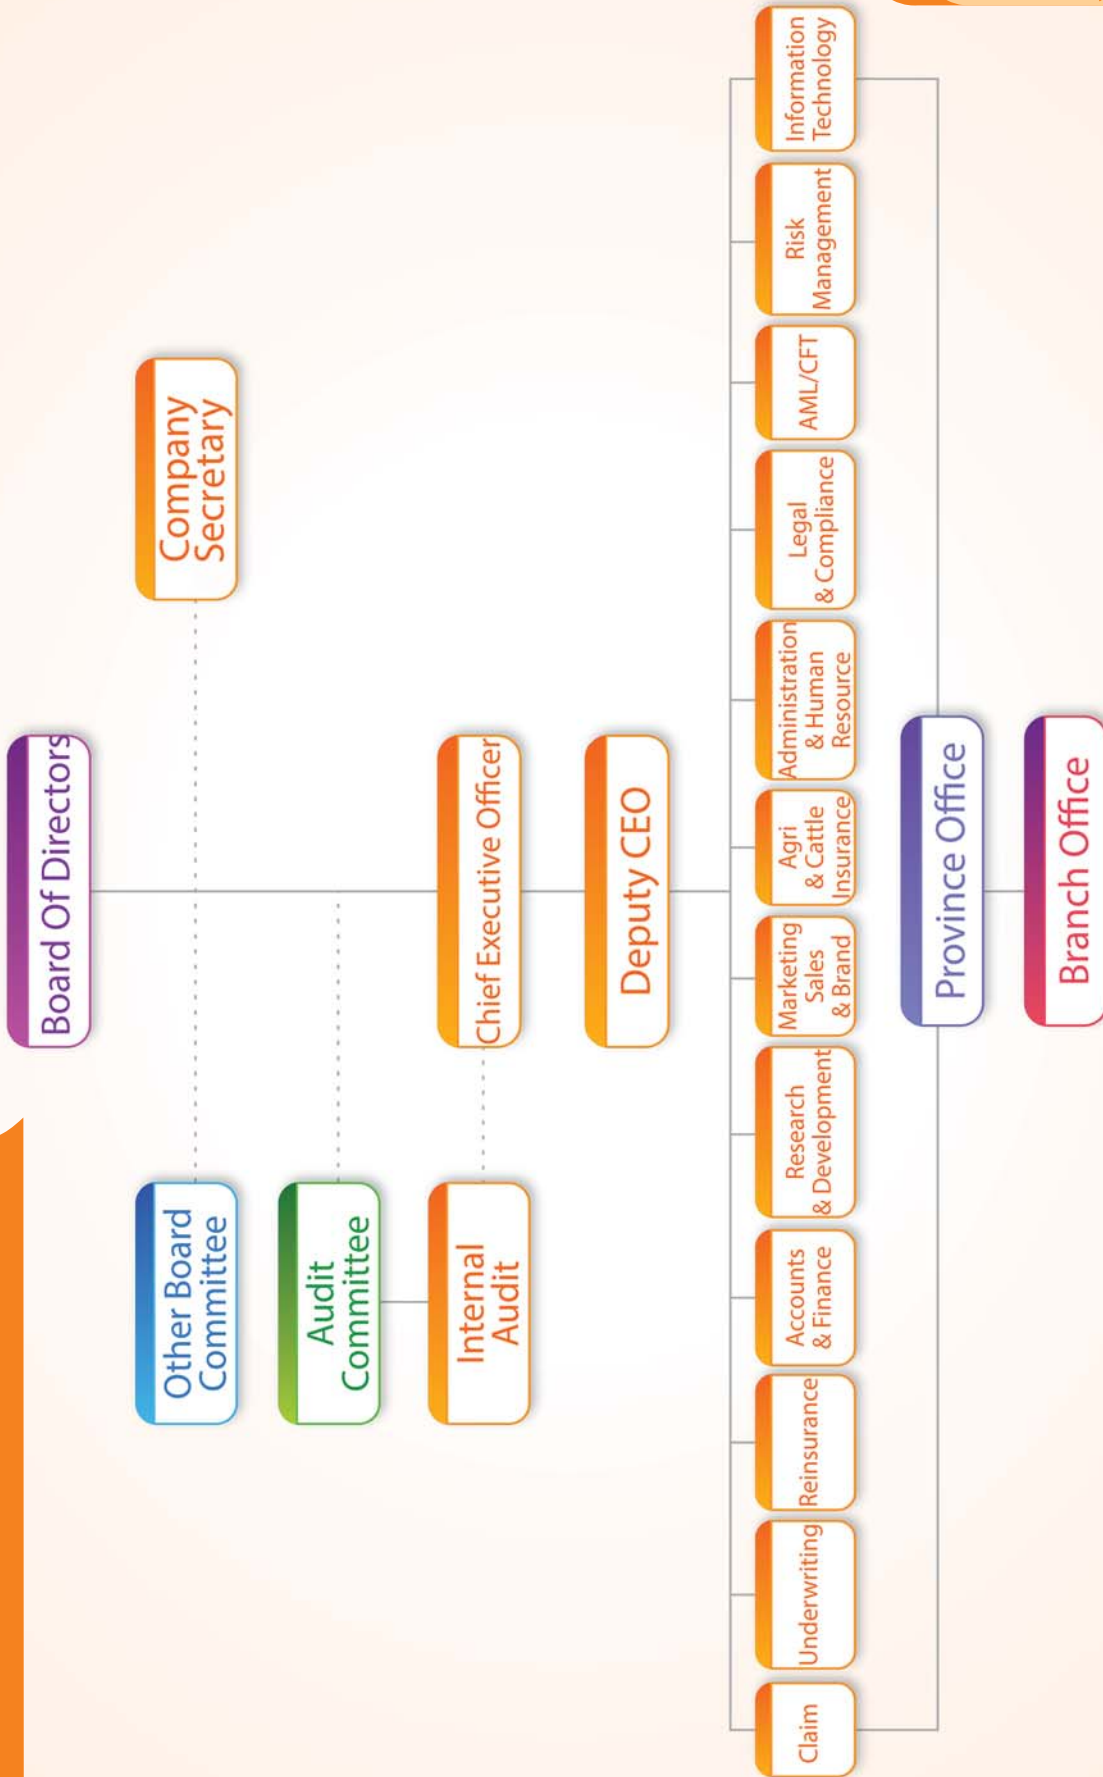 Board Of Directors
Other Board
Committee
Company
Secretary
Audit
Committee
Internal
Audit
Chief Executive Officer
Deputy CEO
Claim
Underwriting
Reinsurance
Accounts
& Finance
Research
& Development
Marketing
Sales
& Brand
Agri
& Cattle
Insurance
Administration
& Human
Resource
Legal
& Compliance
AML/CFT
Risk
Management
Information
Technology
Province Office
Branch Office